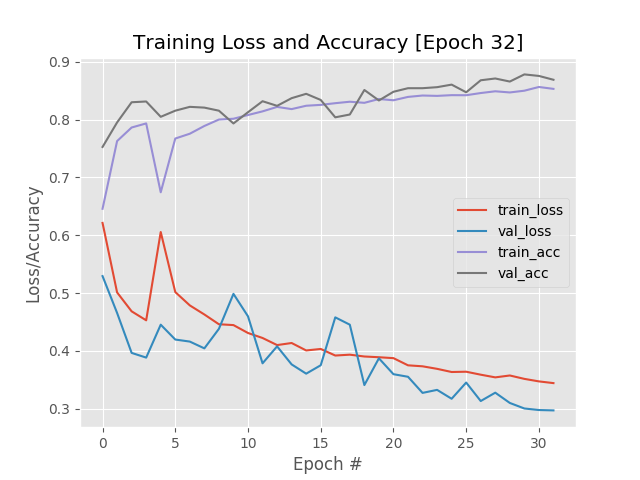 Training Loss and Accuracy [Epoch 32]
0.9
0.8
0.7
0.6
0.5
0.4
0.3
Loss/Accuracy
train_loss
val_loss
train_acc
val_acc
0 5 10 15 20 25 30
Epoch #